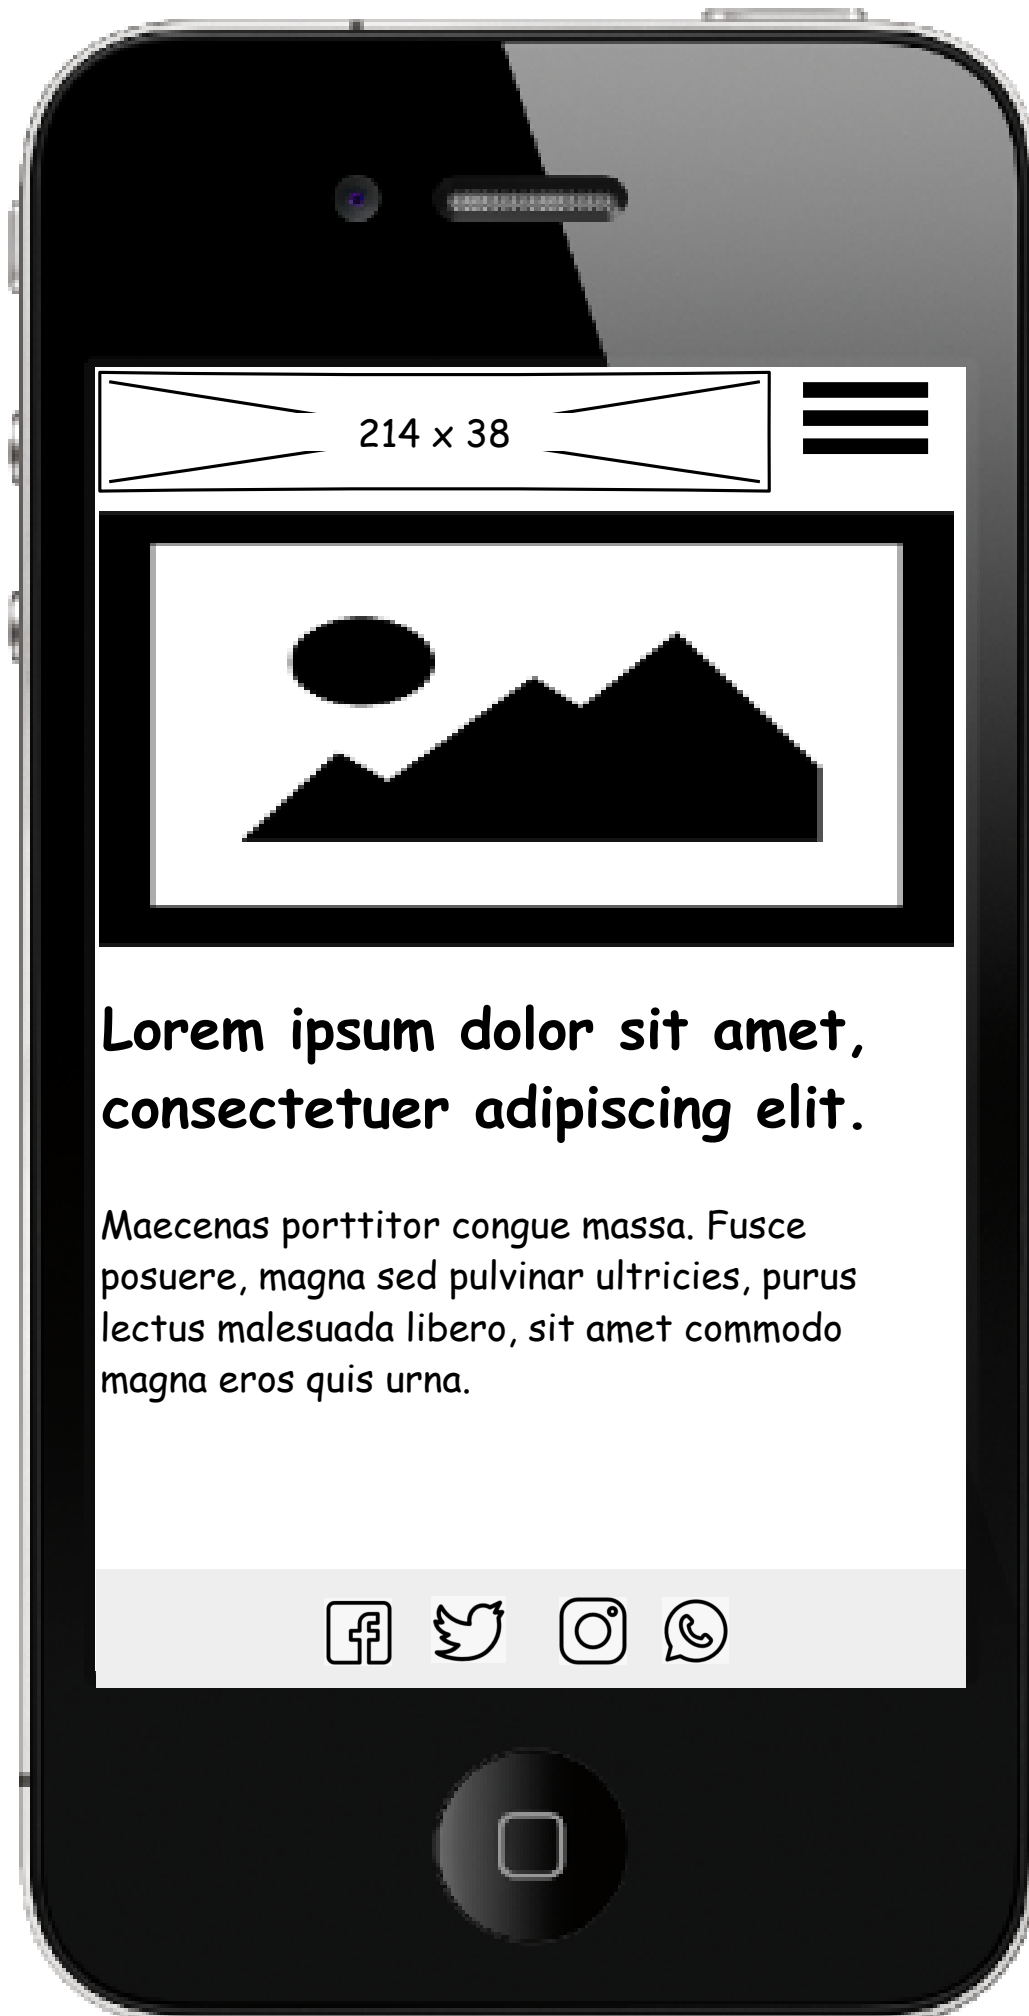 214 x 38
Lorem ipsum dolor sit amet,
consectetuer adipiscing elit.
Maecenas porttitor congue massa. Fusce
posuere, magna sed pulvinar ultricies, purus
lectus malesuada libero, sit amet commodo
magna eros quis urna.